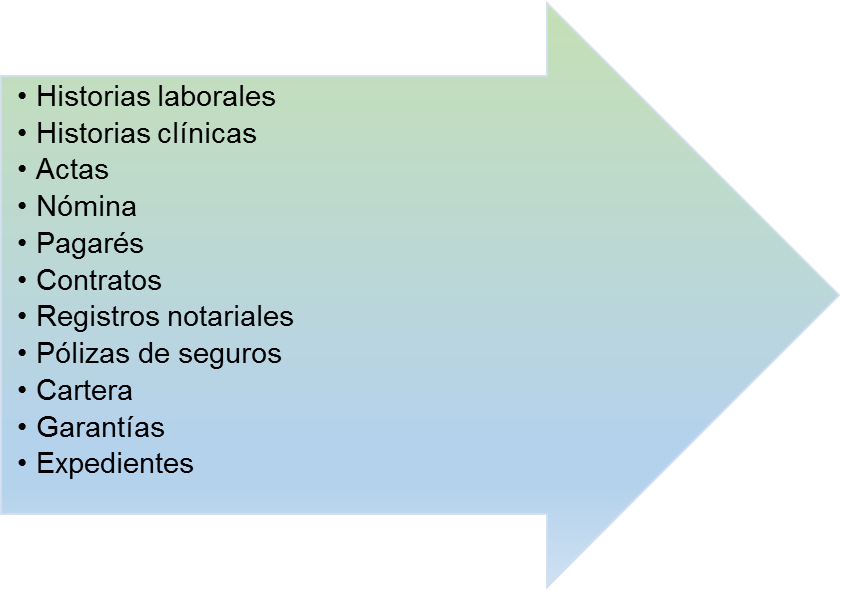 • Historias laborales
• Historias clínicas
• Actas
• Nómina
• Pagarés
• Contratos
• Registros notariales
• Pólizas de seguros
• Cartera
• Garantías
• Expedientes